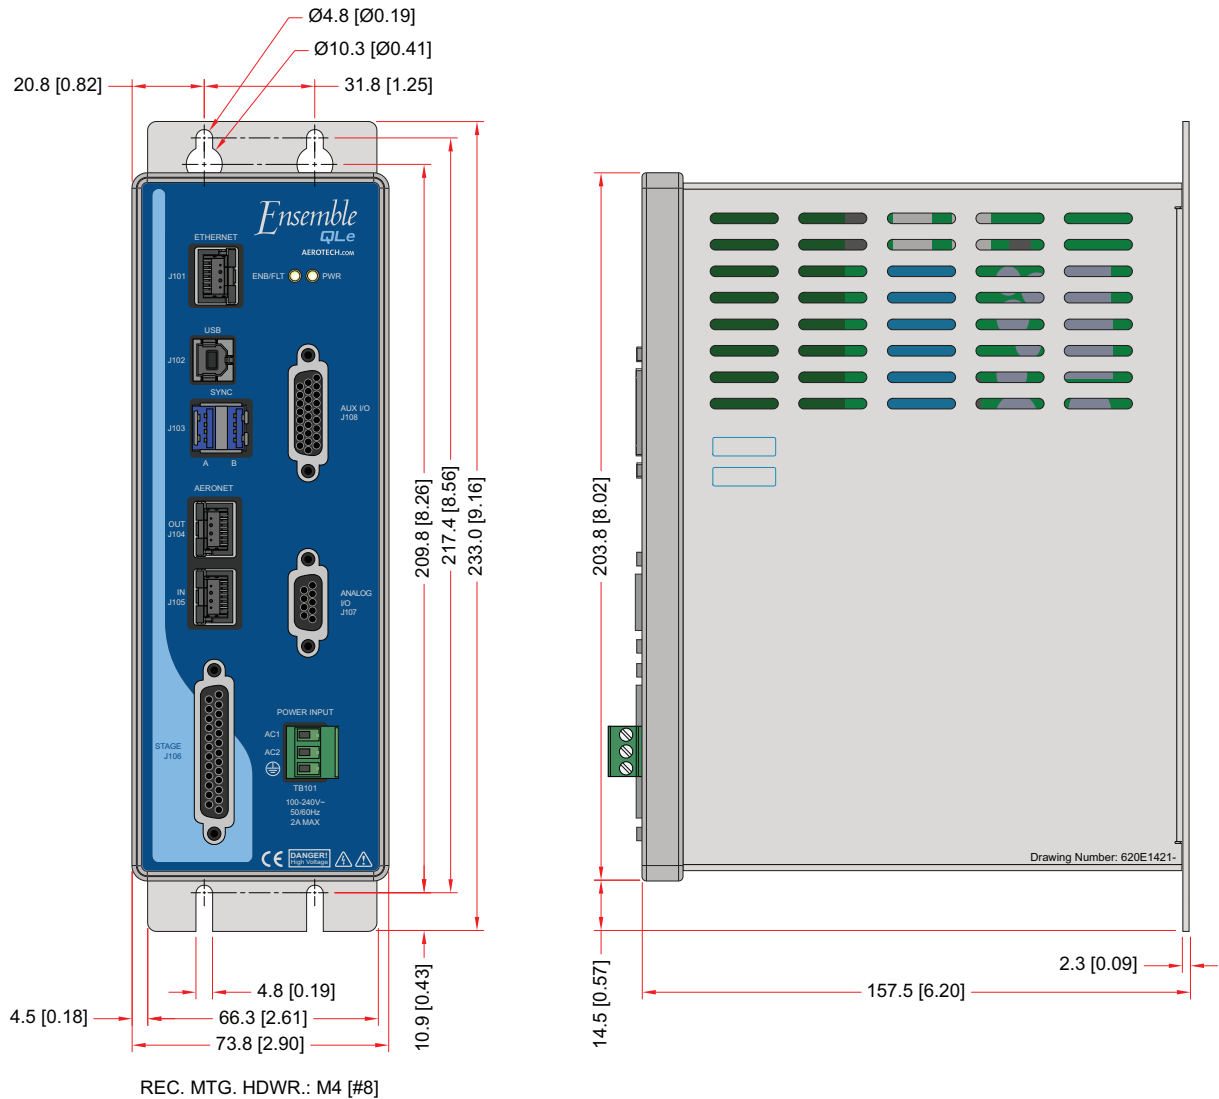 Ø4.8 [Ø0.19]
Ø10.3 [Ø0.41]
20.8 [0.82]
31.8 [1.25]
Ensemble
QLe
AEROTECH.COM
ETHERNET
J101
ENB/FLT
PWR
USB
J102
SYNC
J103
A B
AUX I/O
J108
AERONET
OUT
J104
IN
J105
ANALOG
I/O
J107
STAGE
J106
POWER INPUT
AC1
AC2
TB101
100-240V~
50/60Hz
2A MAX
CE
DANGER!
High Voltage
209.8 [8.26]
217.4 [8.56]
233.0 [9.16]
203.8 [8.02]
Drawing Number: 620E1421-
4.8 [0.19]
4.5 [0.18]
66.3 [2.61]
73.8 [2.90]
10.9 [0.43]
14.5 [0.57]
2.3 [0.09]
157.5 [6.20]
REC. MTG. HDWR.: M4 [#8]